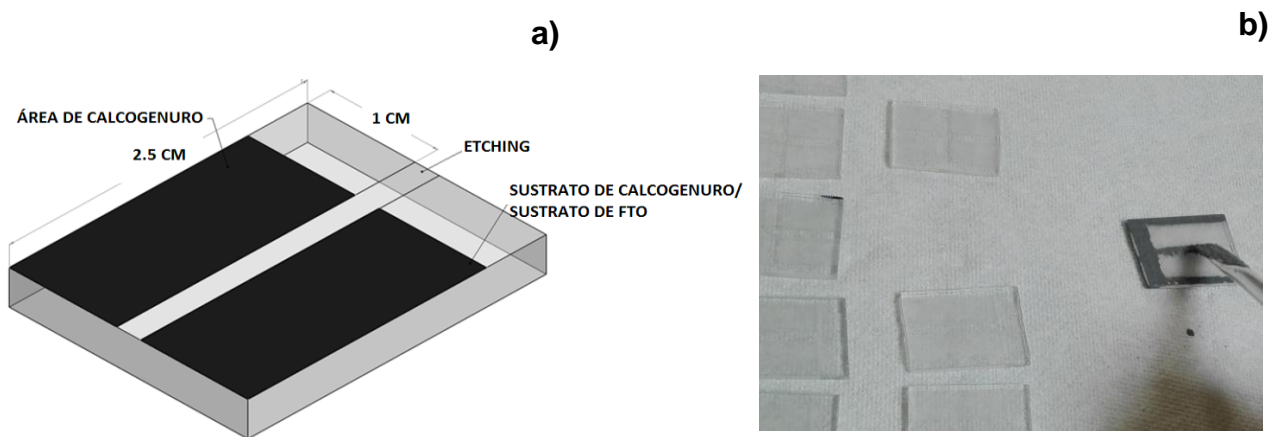 a)
b)
ÁREA DE CALCOGENURO
1 CM
2.5 CM
ETCHING
SUSTRATO DE CALCOGENURO/
SUSTRATO DE FTO